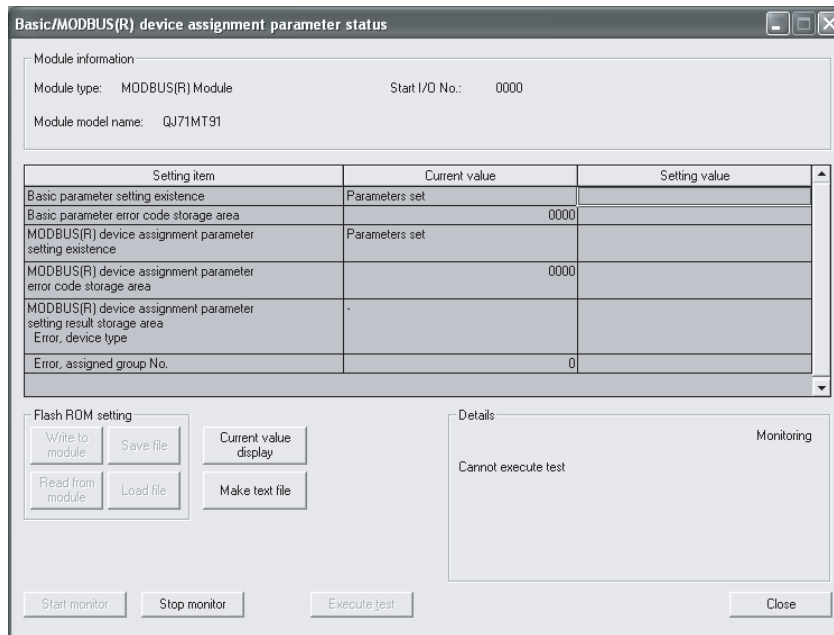 Basic/MODBUS(R) device assignment parameter status
Module information
Module type: MODBUS(R) Module Start I/O No.: 0000
Module model name: QJ71MT91
Setting item Current value Setting value
Basic parameter setting existence Parameters set
Basic parameter error code storage area 0000
MODBUS(R) device assignment parameter Parameters set
setting existence
MODBUS(R) device assignment parameter 0000
error code storage area
MODBUS(R) device assignment parameter -
setting result storage area
Error, device type
Error, assigned group No. 0
Flash ROM setting
Write to
module
Save file
Current value
display
Read from
module
Load file
Make text file
Details
Monitoring
Cannot execute test
Start monitor Stop monitor Execute test Close